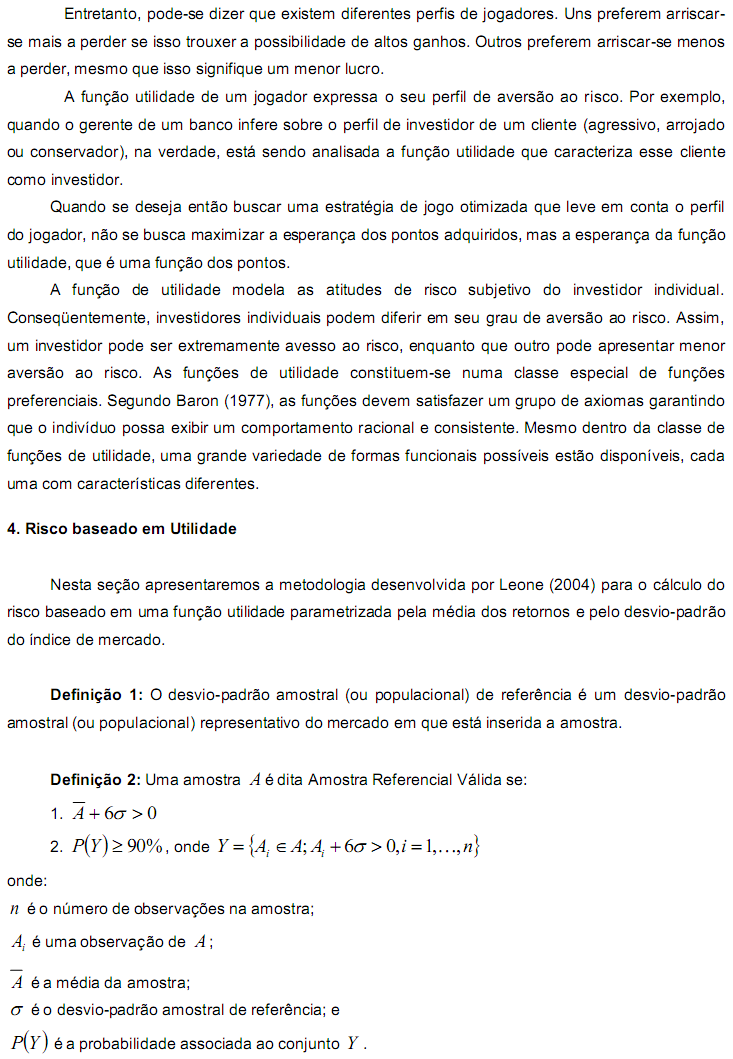 Entretanto, pode-se dizer que existem diferentes perfis de jogadores. Uns preferem arriscar-
se mais a perder se isso trouxer a possibilidade de altos ganhos. Outros preferem arriscar-se menos
a perder, mesmo que isso signifique um menor lucro.
A função utilidade de um jogador expressa o seu perfil de aversão ao risco. Por exemplo,
quando o gerente de um banco infere sobre o perfil de investidor de um cliente (agressivo, arrojado
ou conservador), na verdade, está sendo analisada a função utilidade que caracteriza esse cliente
como investidor.
Quando se deseja então buscar uma estratégia de jogo otimizada que leve em conta o perfil
do jogador, não se busca maximizar a esperança dos pontos adquiridos, mas a esperança da função
utilidade, que é uma função dos pontos.
A função de utilidade modela as atitudes de risco subjetivo do investidor individual.
Conseqüentemente, investidores individuais podem diferir em seu grau de aversão ao risco. Assim,
um investidor pode ser extremamente avesso ao risco, enquanto que outro pode apresentar menor
aversão ao risco. As funções de utilidade constituem-se numa classe especial de funções
preferenciais. Segundo Baron (1977), as funções devem satisfazer um grupo de axiomas garantindo
que o indivíduo possa exibir um comportamento racional e consistente. Mesmo dentro da classe de
funções de utilidade, uma grande variedade de formas funcionais possíveis estão disponíveis, cada
uma com características diferentes.
4. Risco baseado em Utilidade
Nesta seção apresentaremos a metodologia desenvolvida por Leone (2004) para o cálculo do
risco baseado em uma função utilidade parametrizada pela média dos retornos e pelo desvio-padrão
do índice de mercado.
Definição 1: O desvio-padrão amostral (ou populacional) de referência é um desvio-padrão
amostral (ou populacional) representativo do mercado em que está inserida a amostra.
Definição 2: Uma amostra A é dita Amostra Referencial Válida se:
1. A̅ + 6σ > 0
2. P(Y) ≥ 90%, onde Y = {Aᵢ ∈ A; Aᵢ + 6σ > 0, i = 1,…, n}
onde:
n é o número de observações na amostra;
Aᵢ é uma observação de A;
A̅ é a média da amostra;
σ é o desvio-padrão amostral de referência; e
P(Y) é a probabilidade associada ao conjunto Y.